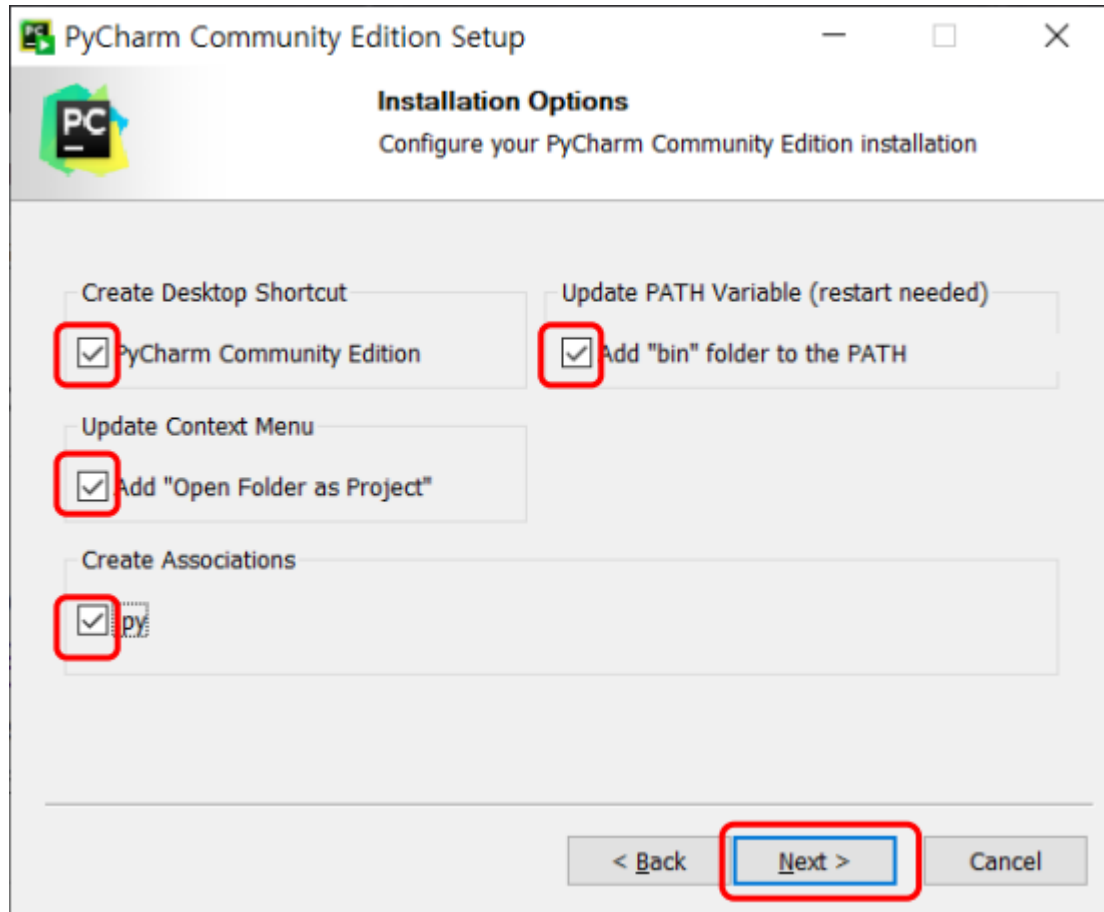 PyCharm Community Edition Setup
Installation Options
Configure your PyCharm Community Edition installation
PC
Create Desktop Shortcut
PyCharm Community Edition
Update PATH Variable (restart needed)
Add "bin" folder to the PATH
Update Context Menu
Add "Open Folder as Project"
Create Associations
.py
< Back
Next >
Cancel